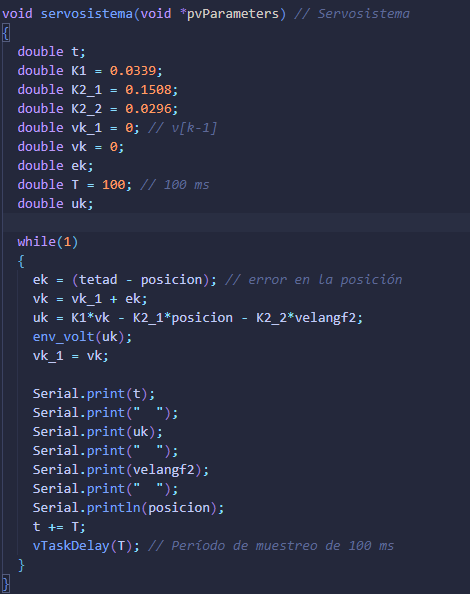 void servosistema(void *pvParameters) // Servosistema
{
double t;
double K1 = 0.0339;
double K2_1 = 0.1508;
double K2_2 = 0.0296;
double vk_1 = 0; // v[k-1]
double vk = 0;
double ek;
double T = 100; // 100 ms
double uk;
while(1)
{
ek = (tetad - posicion); // error en la posición
vk = vk_1 + ek;
uk = K1*vk - K2_1*posicion - K2_2*velangf2;
env_volt(uk);
vk_1 = vk;
Serial.print(t);
Serial.print("  ");
Serial.print(uk);
Serial.print("  ");
Serial.print(velangf2);
Serial.print("  ");
Serial.println(posicion);
t += T;
vTaskDelay(T); // Período de muestreo de 100 ms
}
}